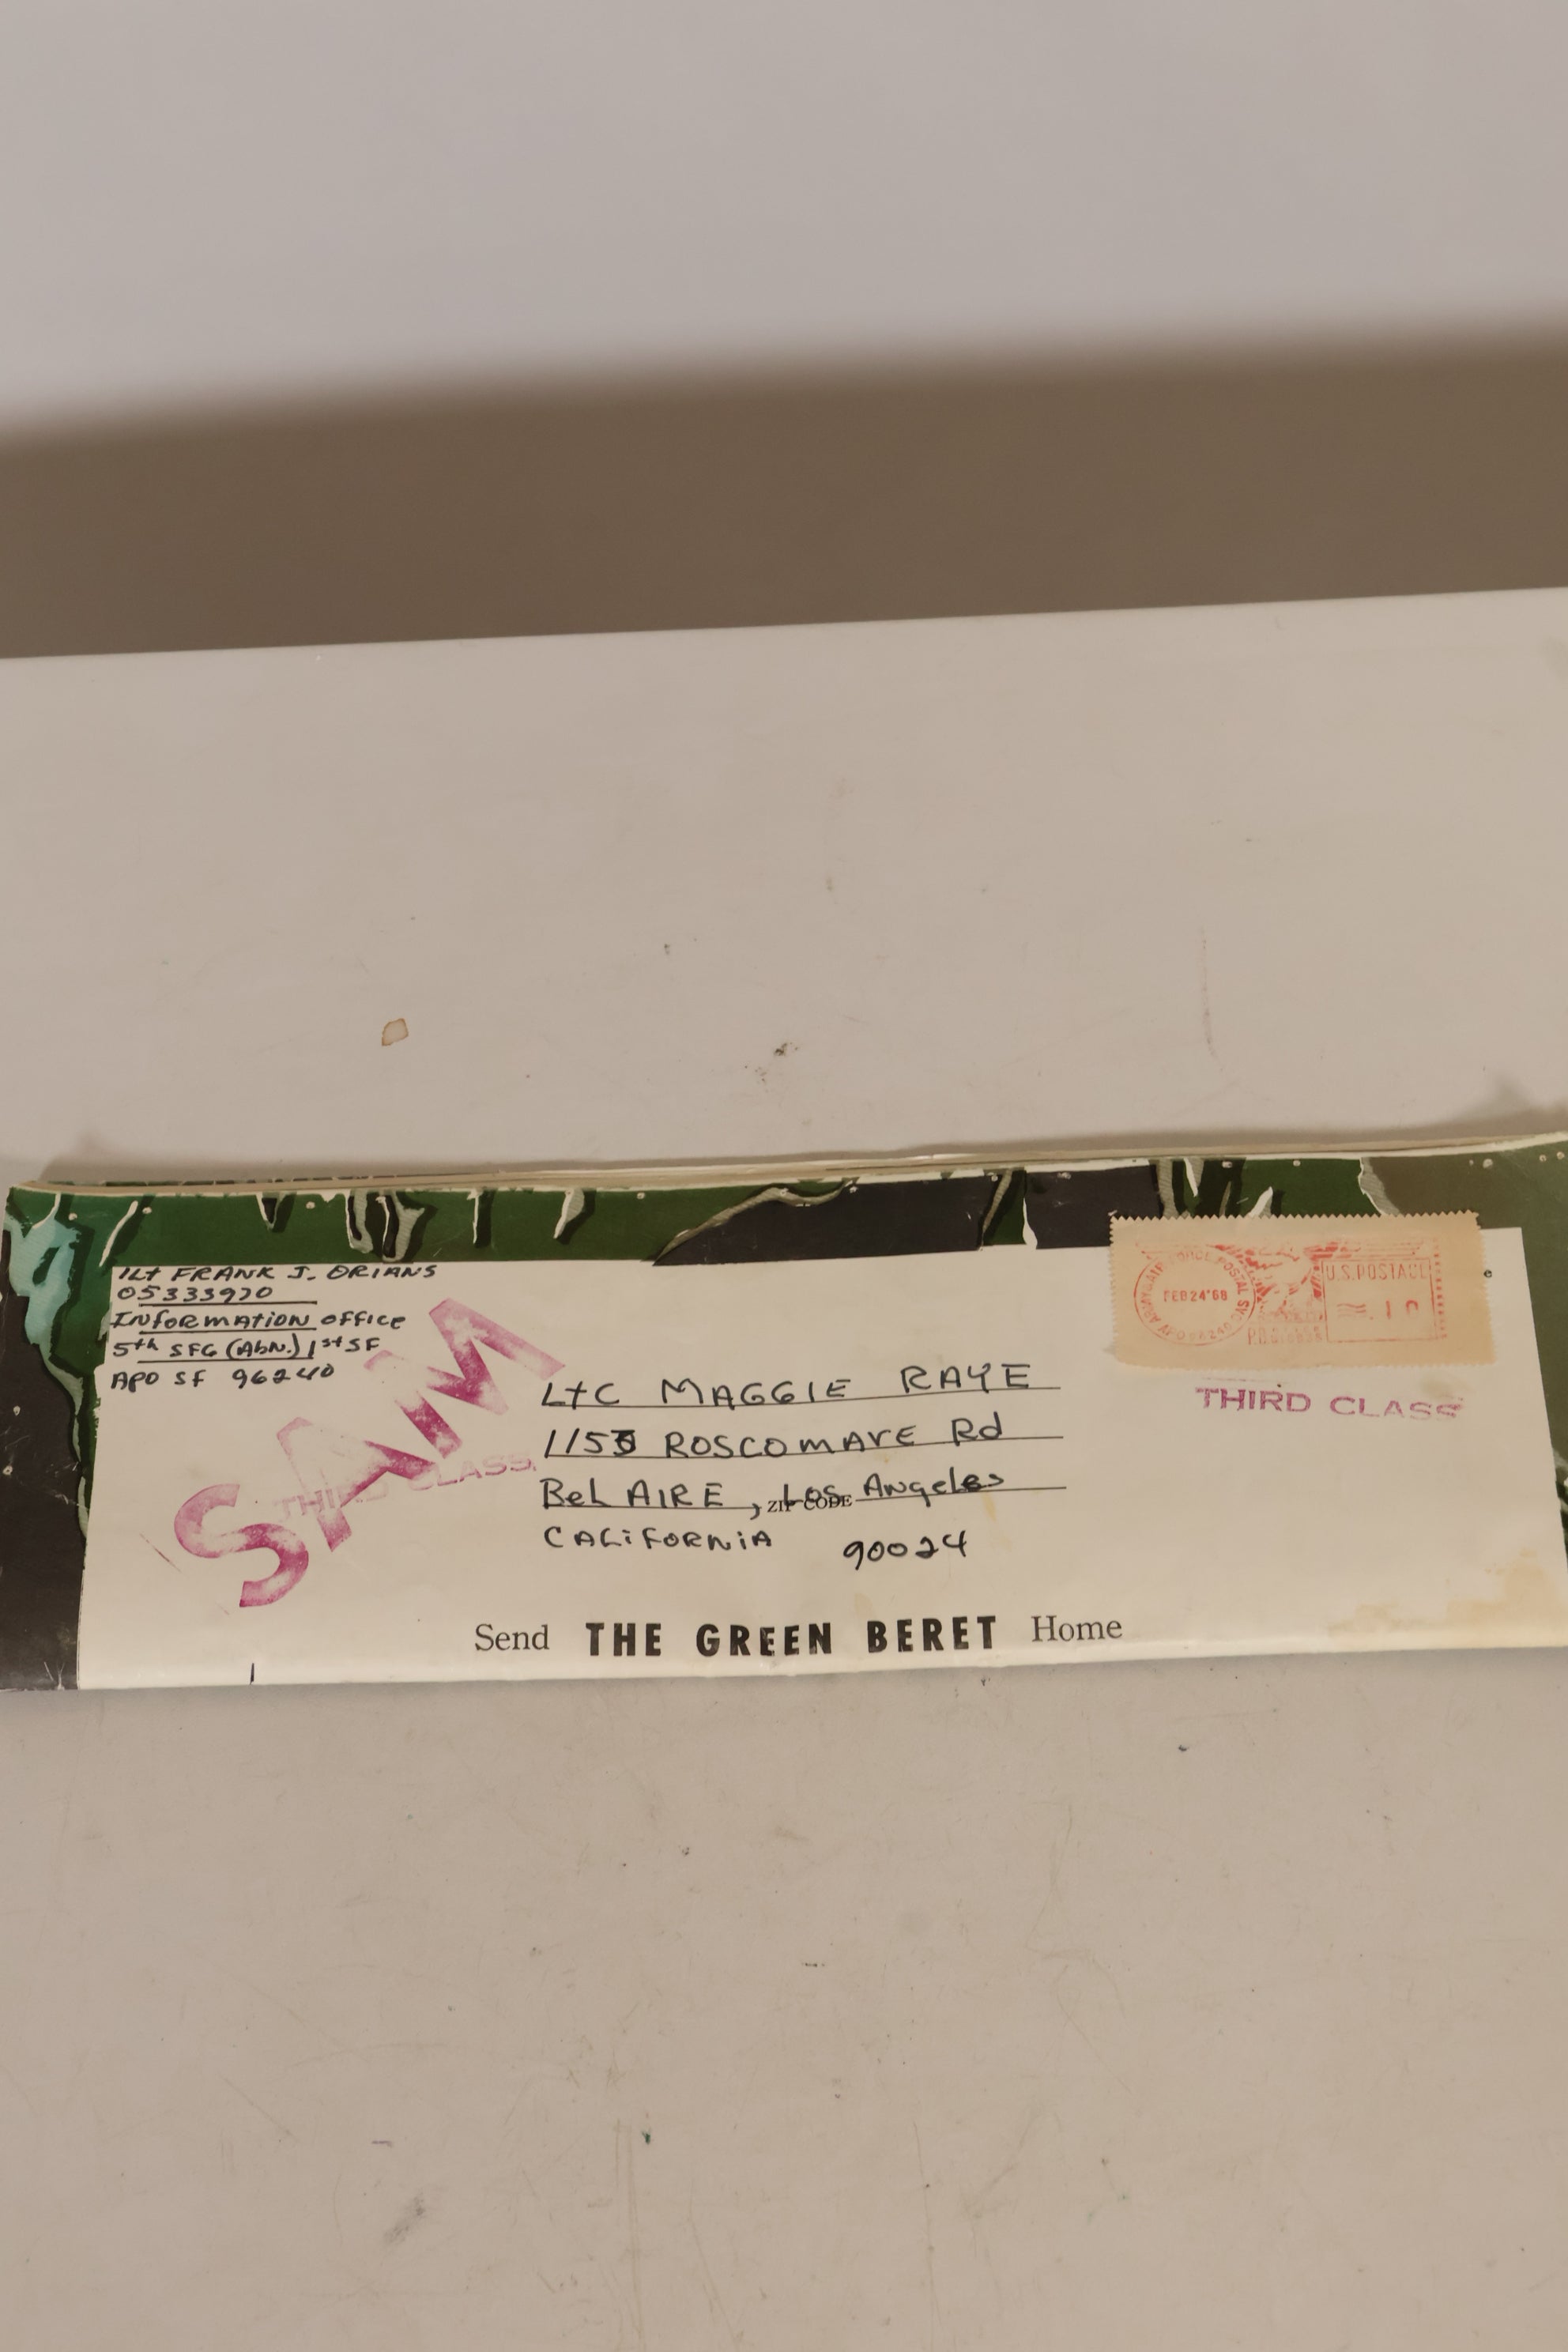 1Lt FRANK J. ORIANS
05333920
INFORMATION OFFICE
5th SFG (Abn.) 1st SF
APO SF 96240
SAM
THIRD CLASS
FEB 24 '68
U.S. POSTAGE
THIRD CLASS
LtC MAGGIE RAYE
1153 ROSCOMARE Rd
BeL AIRE, Los Angeles
ZIP CODE
CALiFORNiA 90024
Send THE GREEN BERET Home